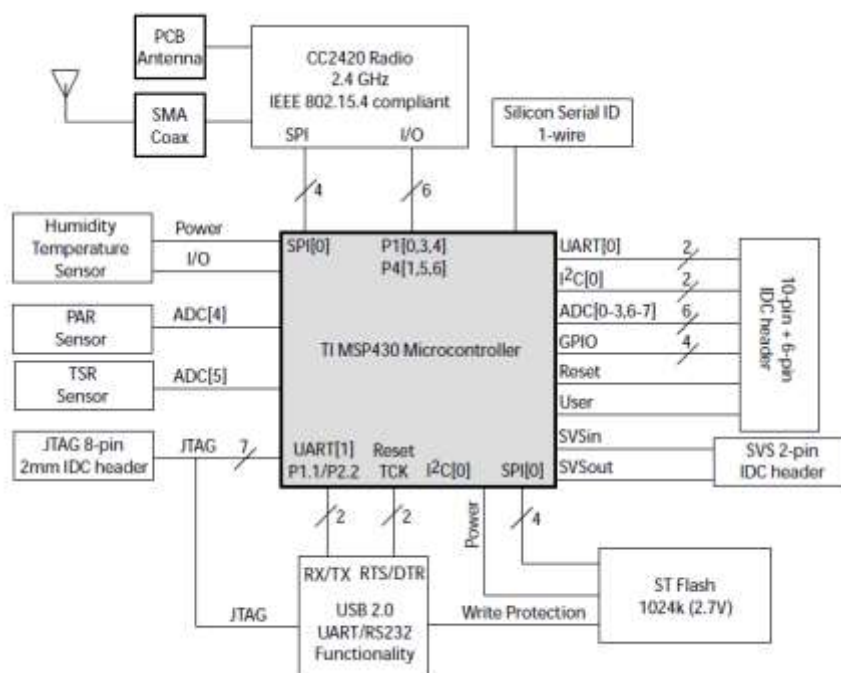 PCB
Antenna
CC2420 Radio
2.4 GHz
IEEE 802.15.4 compliant
SPI
I/O
SMA
Coax
Silicon Serial ID
1-wire
4
6
Humidity
Temperature
Sensor
Power
I/O
SPI[0]
P1[0,3,4]
P4[1,5,6]
UART[0]
2
I²C[0]
2
ADC[0-3,6-7]
6
GPIO
4
Reset
User
10-pin + 6-pin
IDC header
PAR
Sensor
ADC[4]
TI MSP430 Microcontroller
TSR
Sensor
ADC[5]
JTAG 8-pin
2mm IDC header
JTAG
7
UART[1]
P1.1/P2.2
Reset
TCK
I²C[0]
SPI[0]
SVSin
SVSout
SVS 2-pin
IDC header
2
2
Power
4
RX/TX
RTS/DTR
USB 2.0
UART/RS232
Functionality
JTAG
Write Protection
ST Flash
1024k (2.7V)